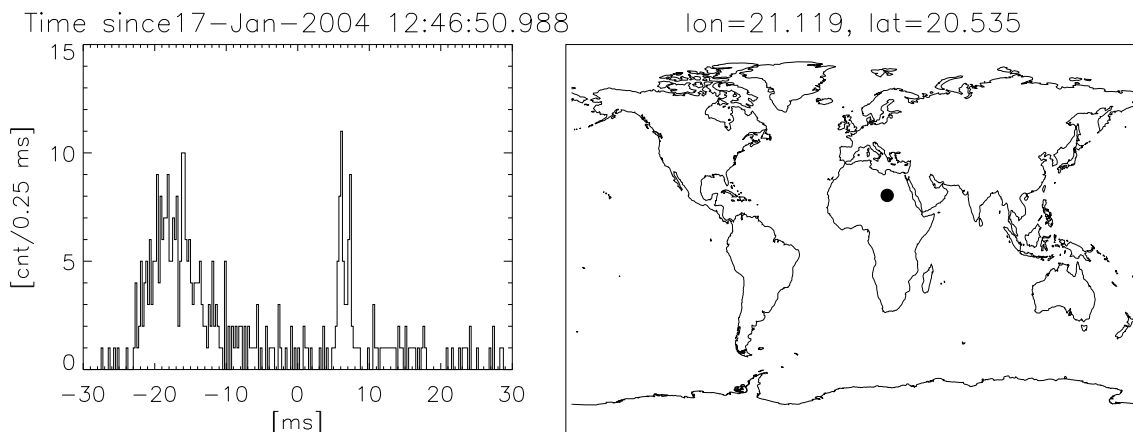 Time since17-Jan-2004 12:46:50.988
lon=21.119, lat=20.535
15
10
5
0
[cnt/0.25 ms]
-30 -20 -10 0 10 20 30
[ms]